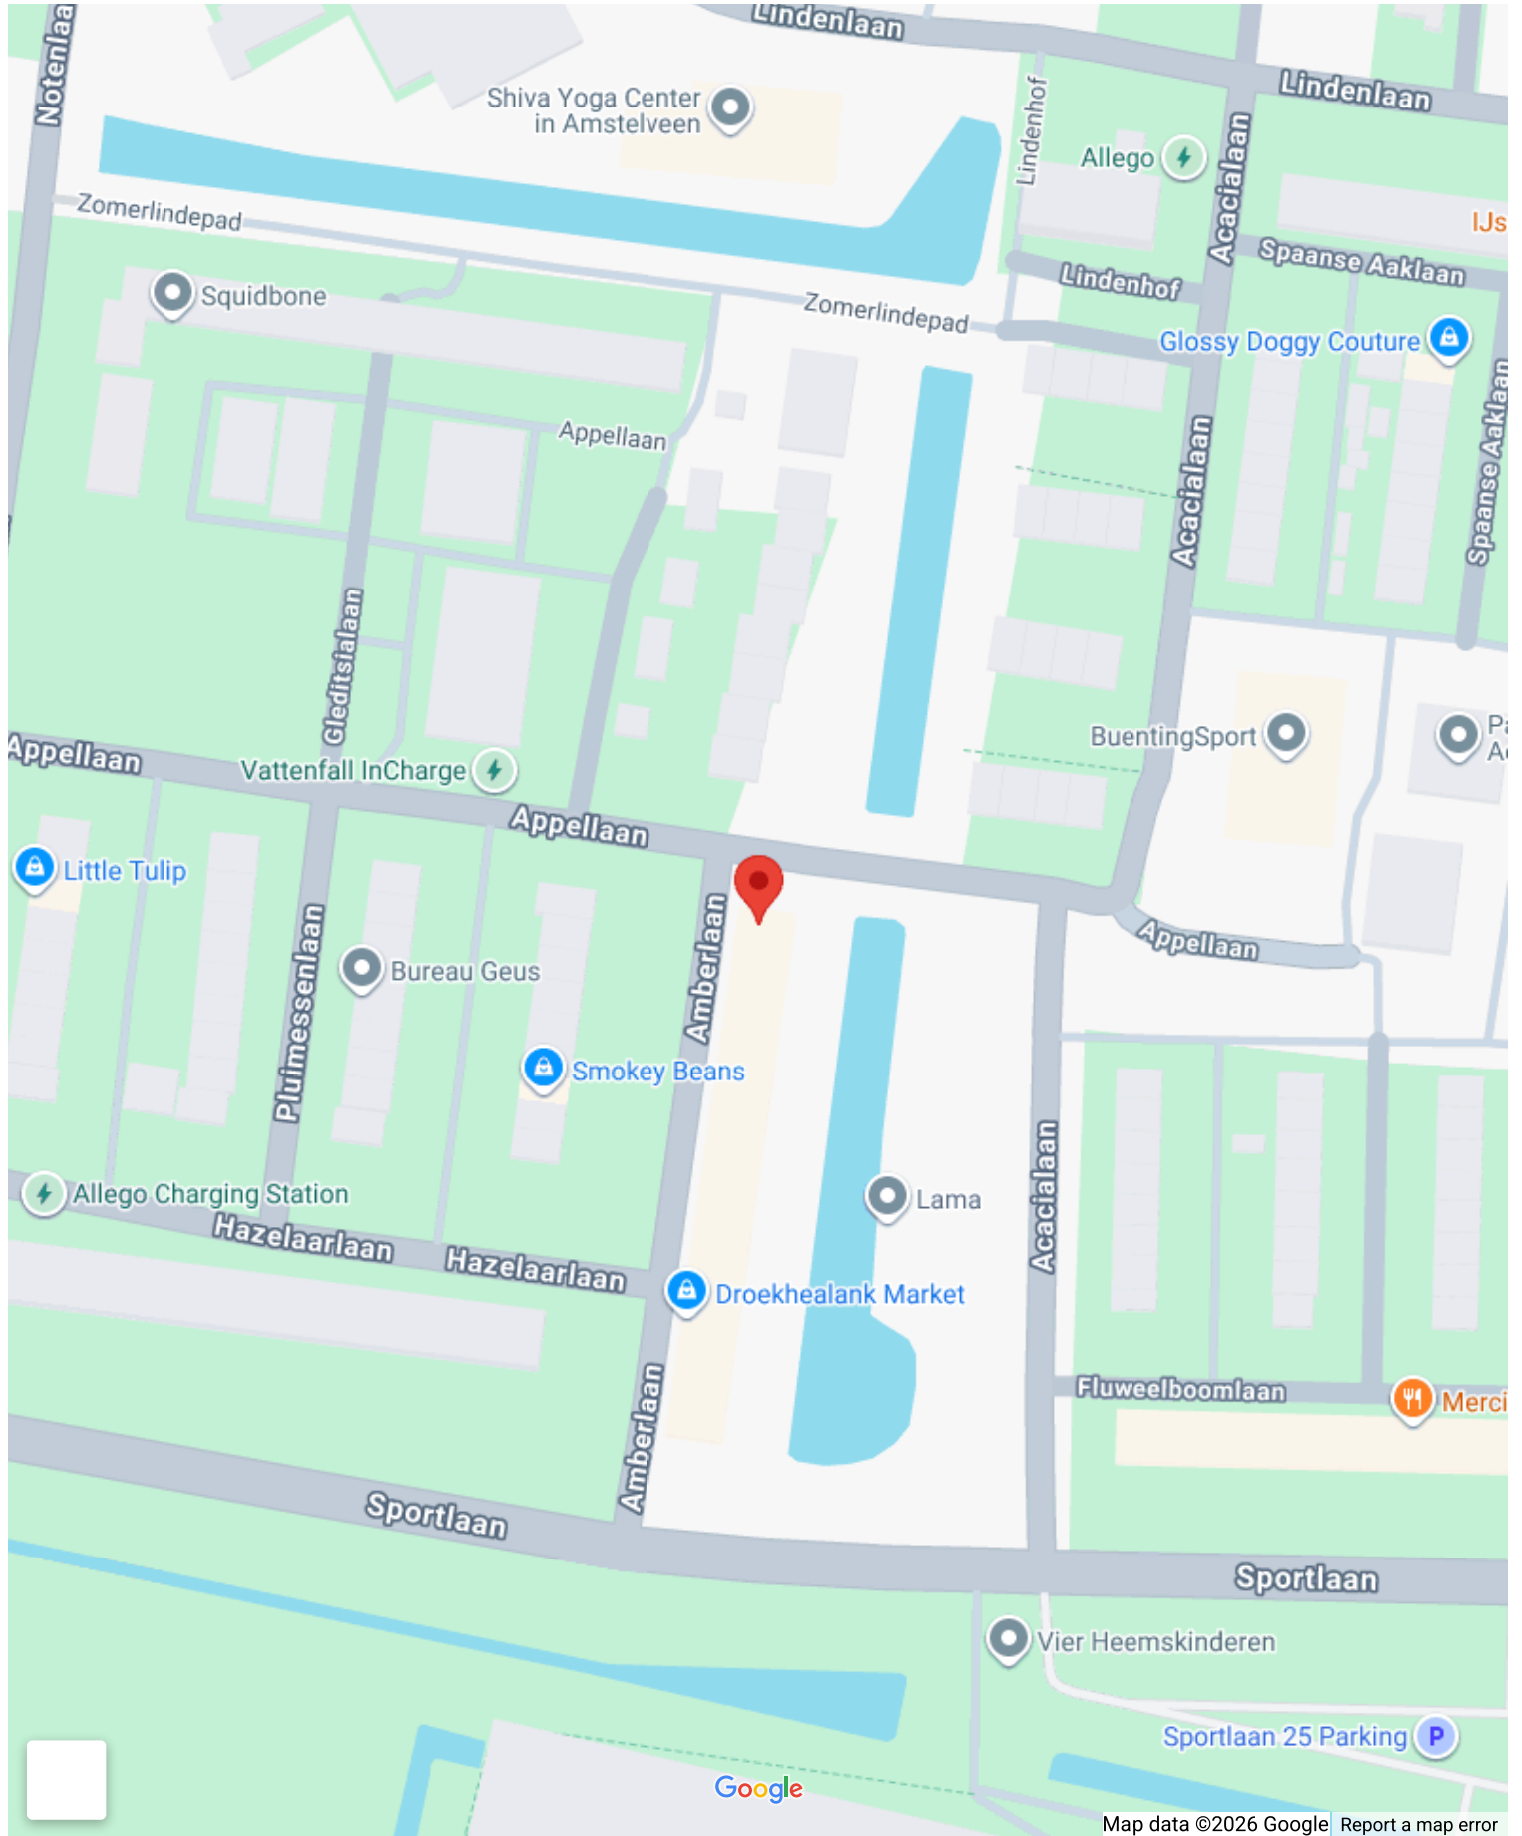 Notenlaa
Lindenlaan
Lindenlaan
Shiva Yoga Center
in Amstelveen
Lindenhof
Allego
Acacialaan
IJs
Zomerlindepad
Spaanse Aaklaan
Lindenhof
Squidbone
Zomerlindepad
Glossy Doggy Couture
Appellaan
Acacialaan
Spaanse Aaklaan
Gleditsialaan
Appellaan
Vattenfall InCharge
BuentingSport
Pa
Ac
Appellaan
Little Tulip
Amberlaan
Appellaan
Pluimessenlaan
Bureau Geus
Smokey Beans
Allego Charging Station
Lama
Acacialaan
Hazelaarlaan
Hazelaarlaan
Droekhealank Market
Fluweelboomlaan
Merci
Amberlaan
Sportlaan
Sportlaan
Vier Heemskinderen
Sportlaan 25 Parking
P
Google
Map data ©2026 Google
Report a map error